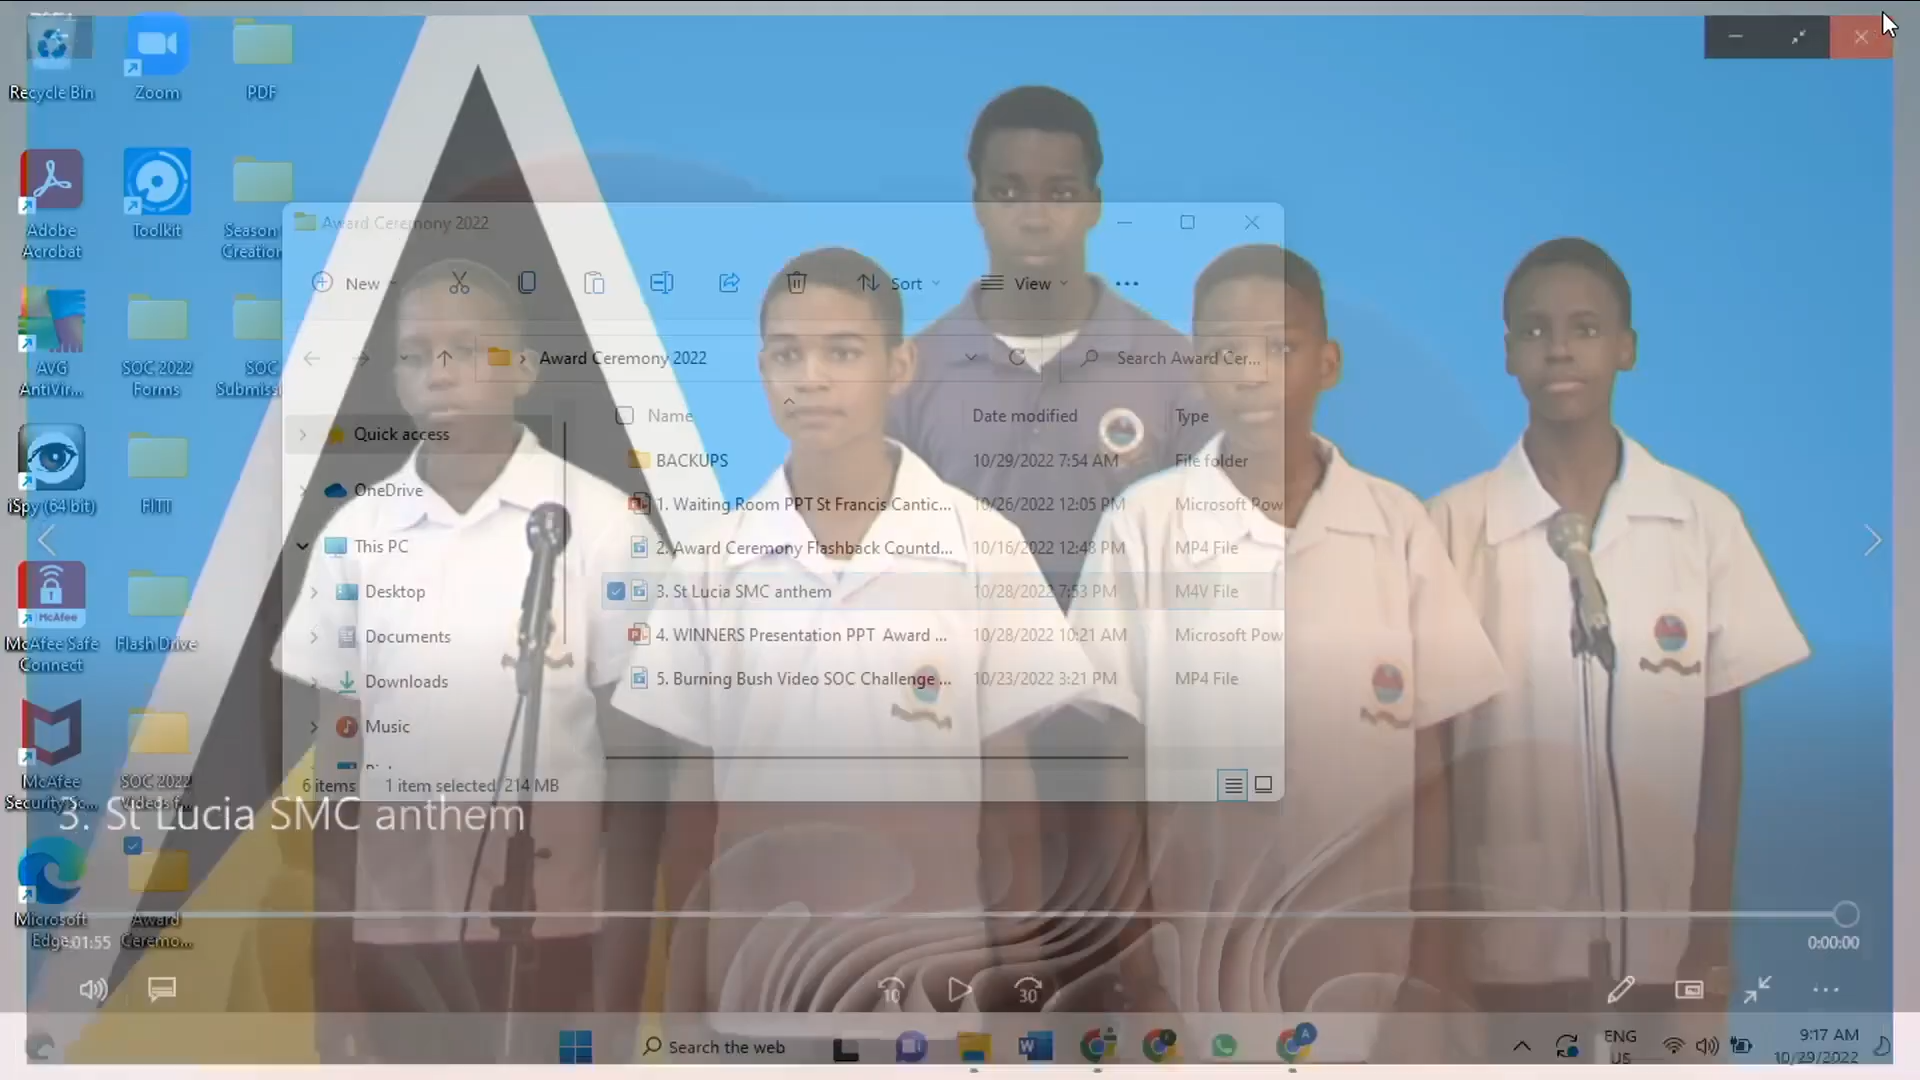 Recycle Bin
Zoom
PDF
Adobe
Acrobat
Toolkit
Season
Creation
AVG
AntiVir...
SOC 2022
Forms
SOC
Submiss
iSpy (64 bit)
FITI
McAfee
McAfee Safe
Connect
Flash Drive
McAfee
Security Sc...
SOC 2022
Videos f...
Microsoft
Edge
Award
Ceremo...
Award Ceremony 2022
New
Sort
View
Award Ceremony 2022
Search Award Cer...
Name
Date modified
Type
Quick access
OneDrive
This PC
Desktop
Documents
Downloads
Music
BACKUPS 10/29/2022 7:54 AM File folder
1. Waiting Room PPT St Francis Cantic... 10/26/2022 12:05 PM Microsoft Pow
2. Award Ceremony Flashback Countd... 10/16/2022 12:48 PM MP4 File
3. St Lucia SMC anthem 10/28/2022 7:53 PM M4V File
4. WINNERS Presentation PPT Award ... 10/28/2022 10:21 AM Microsoft Pow
5. Burning Bush Video SOC Challenge ... 10/23/2022 3:21 PM MP4 File
6 items 1 item selected 214 MB
3. St Lucia SMC anthem
0:01:55
0:00:00
10
30
Search the web
W
A
ENG
US
9:17 AM
10/29/2022